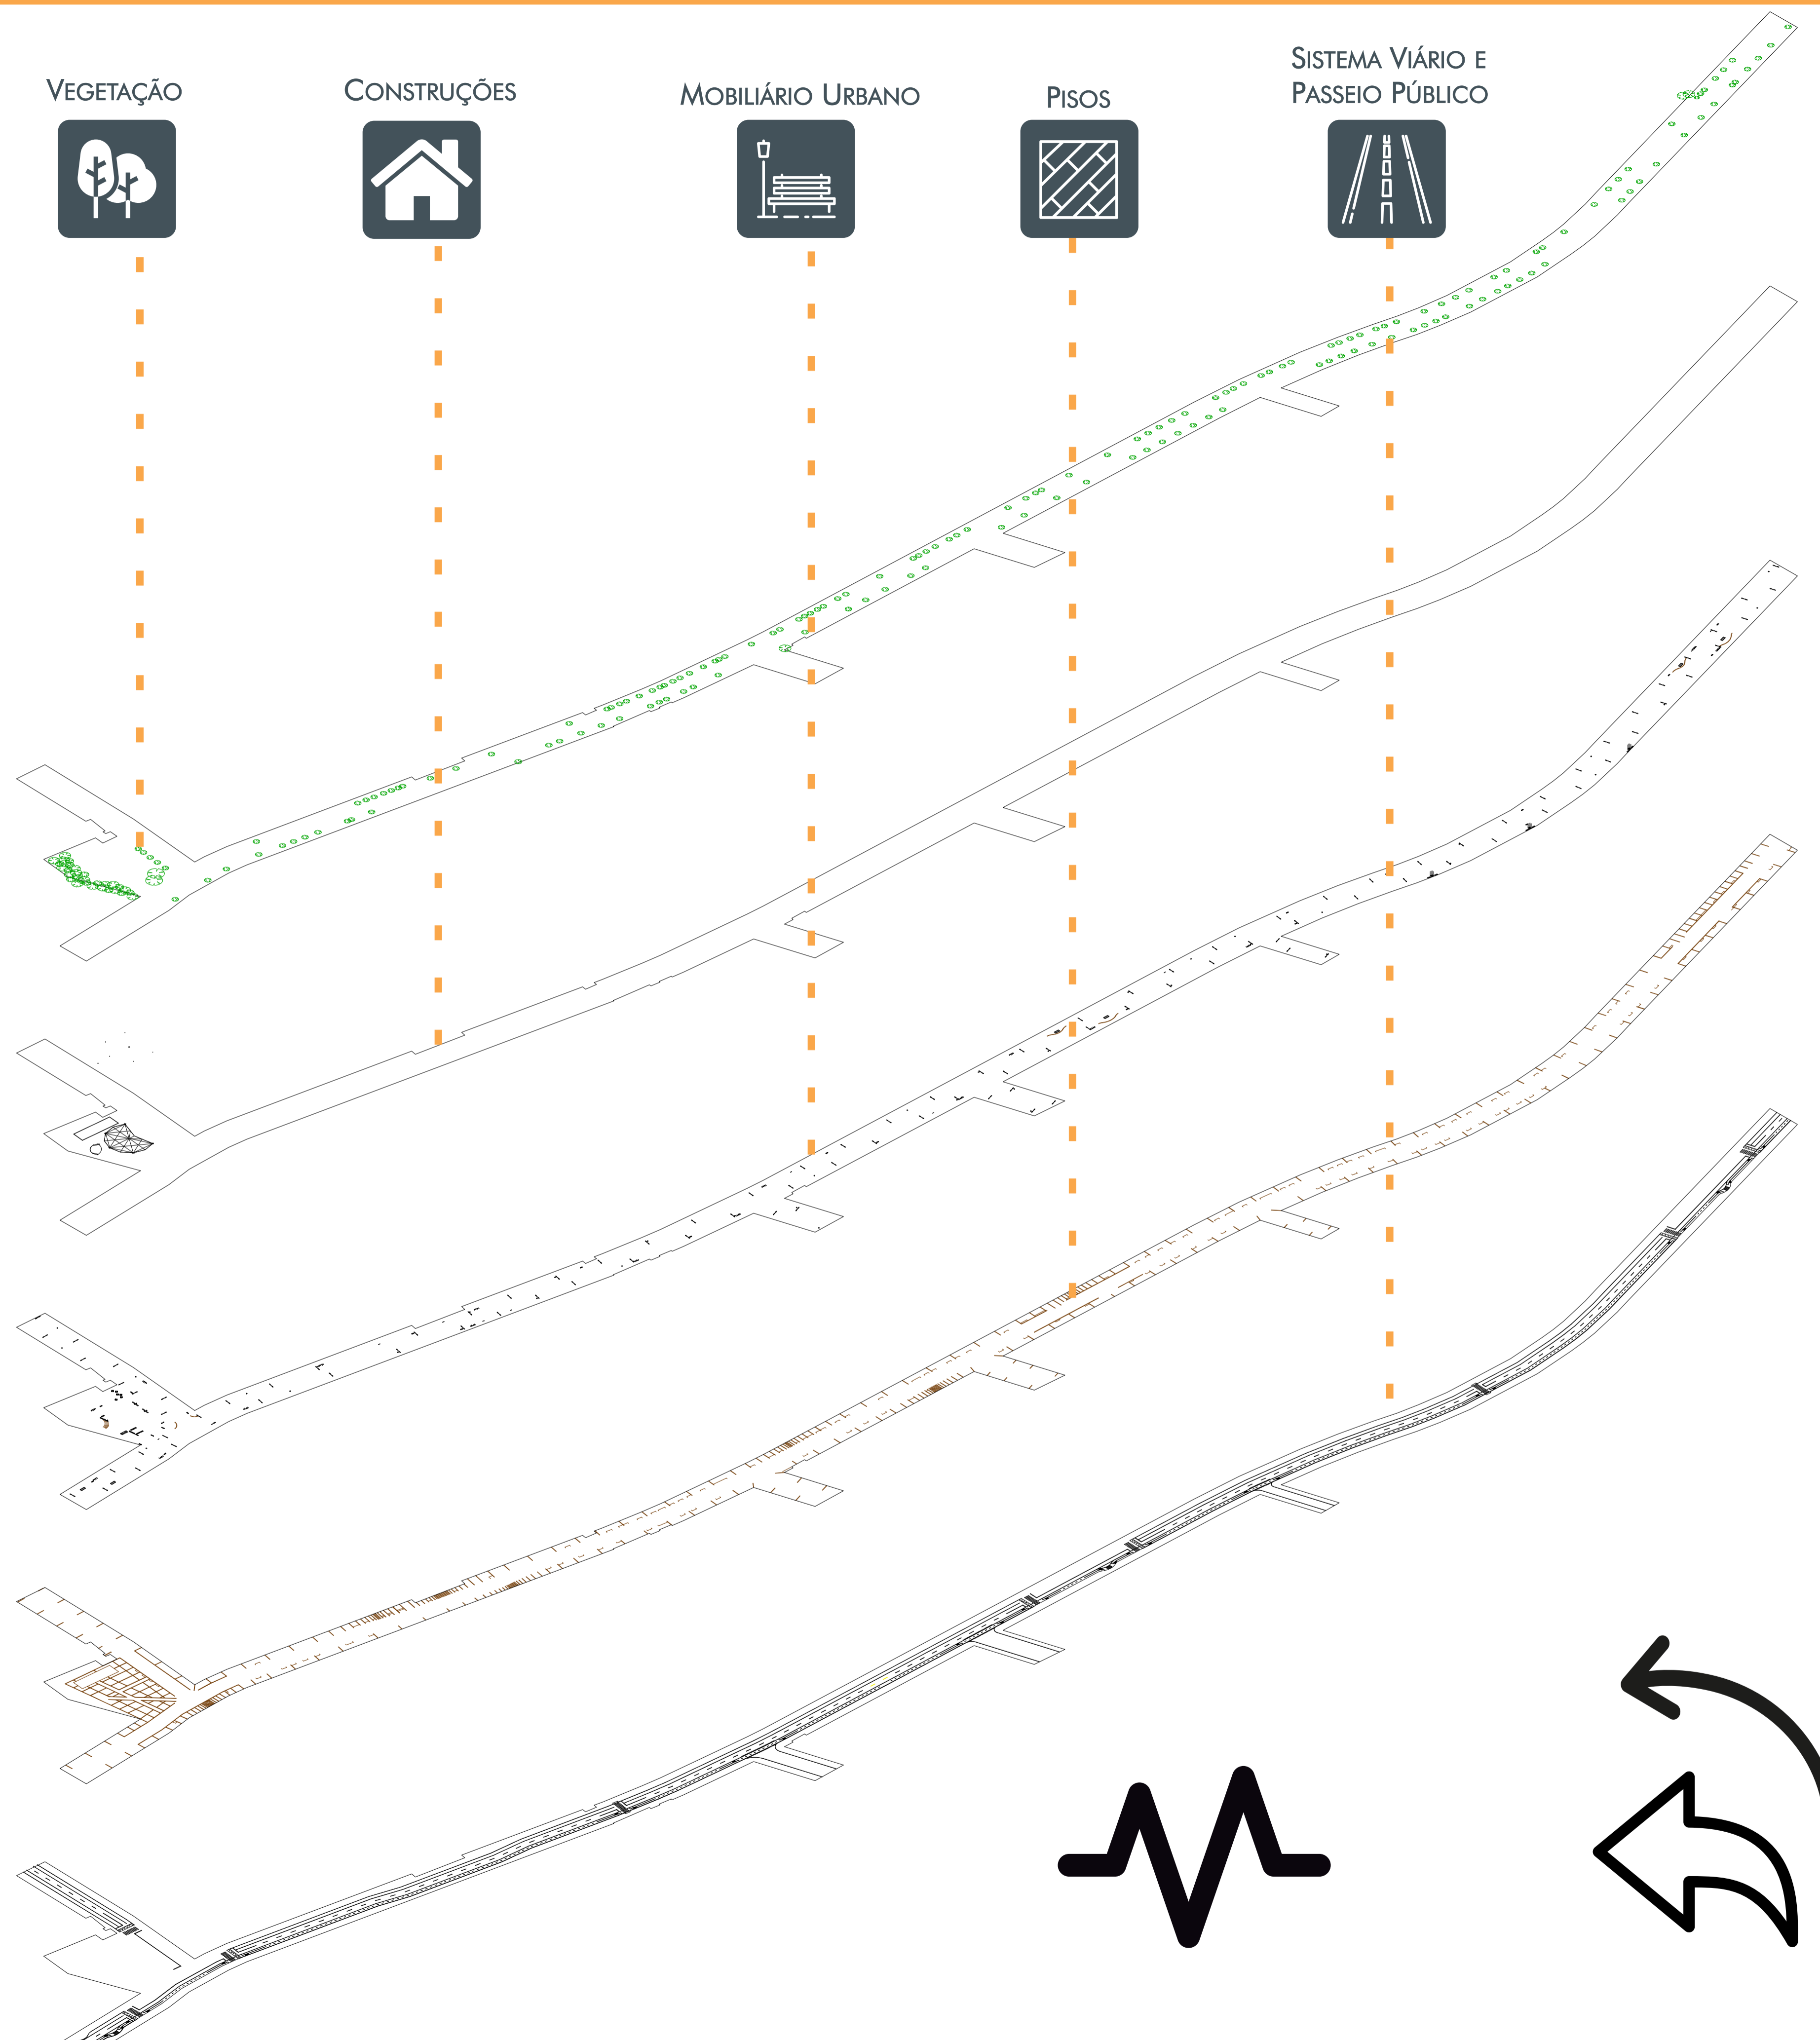 VEGETAÇÃO
CONSTRUÇÕES
MOBILIÁRIO URBANO
PISOS
SISTEMA VIÁRIO E
PASSEIO PÚBLICO